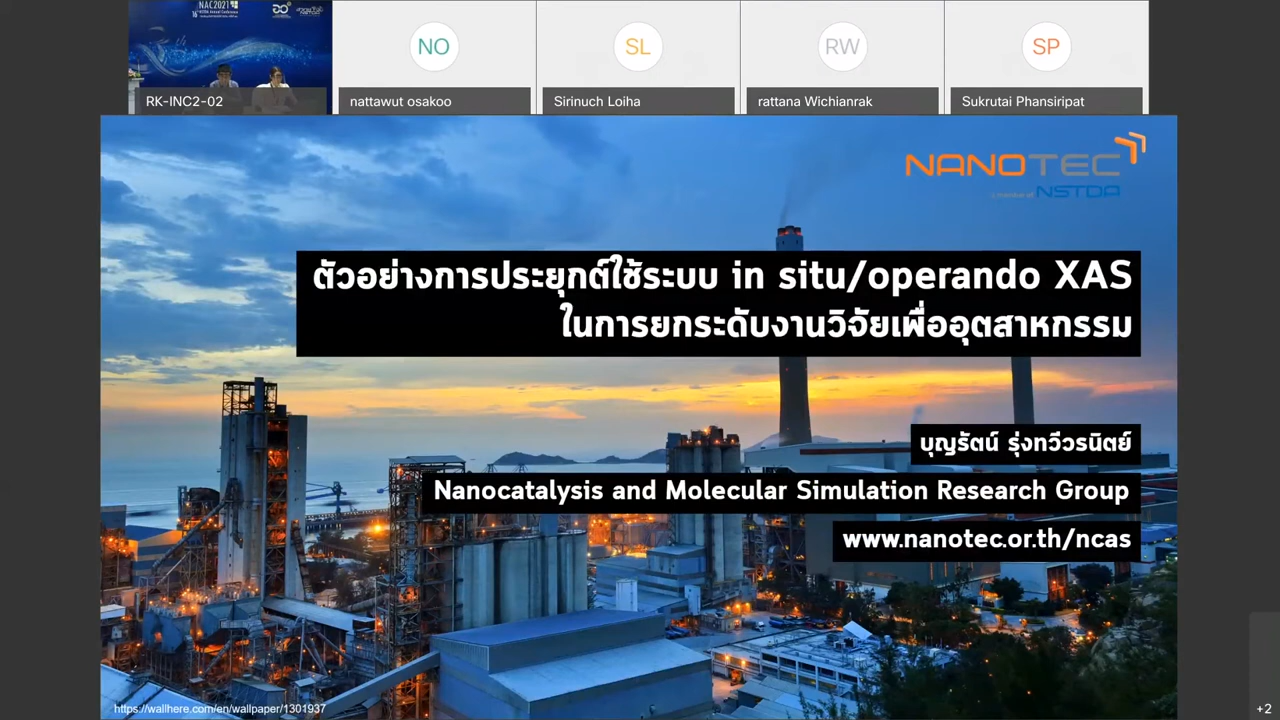 NAC2021
NO
SL
RW
SP
RK-INC2-02
nattawut osakoo
Sirinuch Loiha
rattana Wichianrak
Sukrutai Phansiripat
NANOTEC
a member of NSTDA
ตัวอย่างการประยุกต์ใช้ระบบ in situ/operando XAS
ในการยกระดับงานวิจัยเพื่ออุตสาหกรรม
บุญรัตน์ รุ่งทวีวรนิตย์
Nanocatalysis and Molecular Simulation Research Group
www.nanotec.or.th/ncas
https://wallhere.com/en/wallpaper/1301937
+2